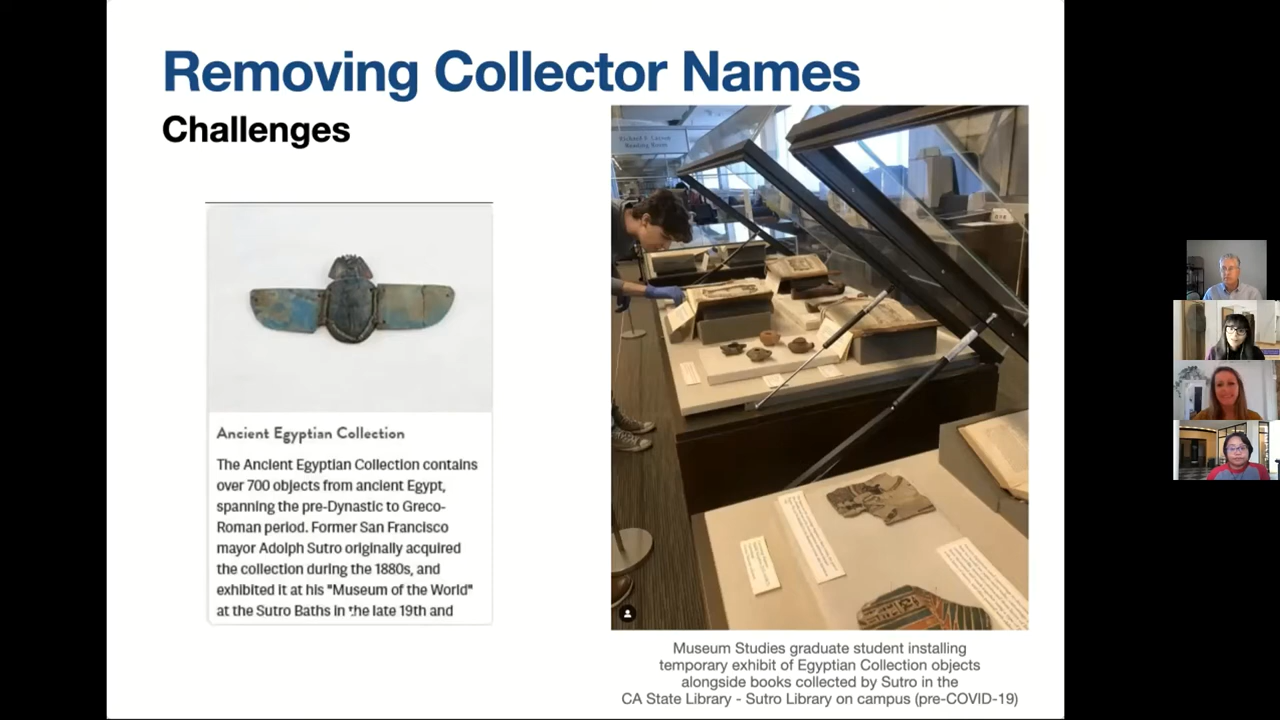 Removing Collector Names
Challenges
Ancient Egyptian Collection
The Ancient Egyptian Collection contains
over 700 objects from ancient Egypt,
spanning the pre-Dynastic to Greco-
Roman period. Former San Francisco
mayor Adolph Sutro originally acquired
the collection during the 1880s, and
exhibited it at his "Museum of the World"
at the Sutro Baths in the late 19th and
Reading Room
Museum Studies graduate student installing
temporary exhibit of Egyptian Collection objects
alongside books collected by Sutro in the
CA State Library - Sutro Library on campus (pre-COVID-19)